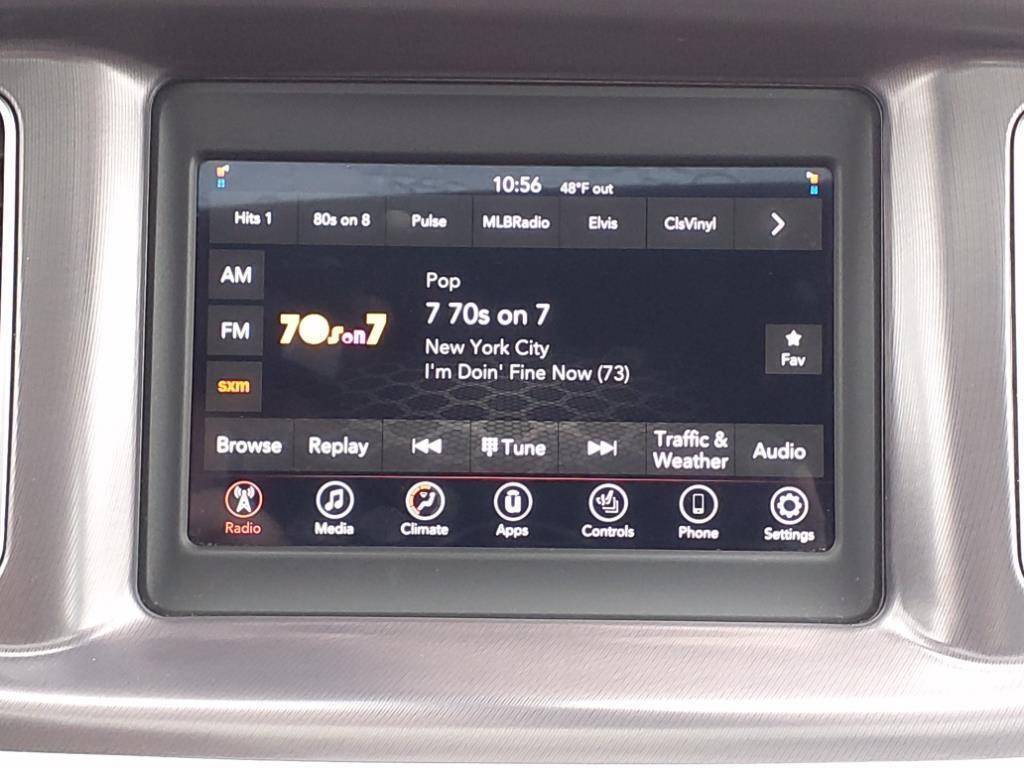 10:56 48°F out
Hits 1 80s on 8 Pulse MLBRadio Elvis ClsVinyl
AM
FM
sxm
70s on 7
Pop
7 70s on 7
New York City
I'm Doin' Fine Now (73)
Fav
Browse Replay Tune Traffic & Weather Audio
Radio Media Climate Apps Controls Phone Settings